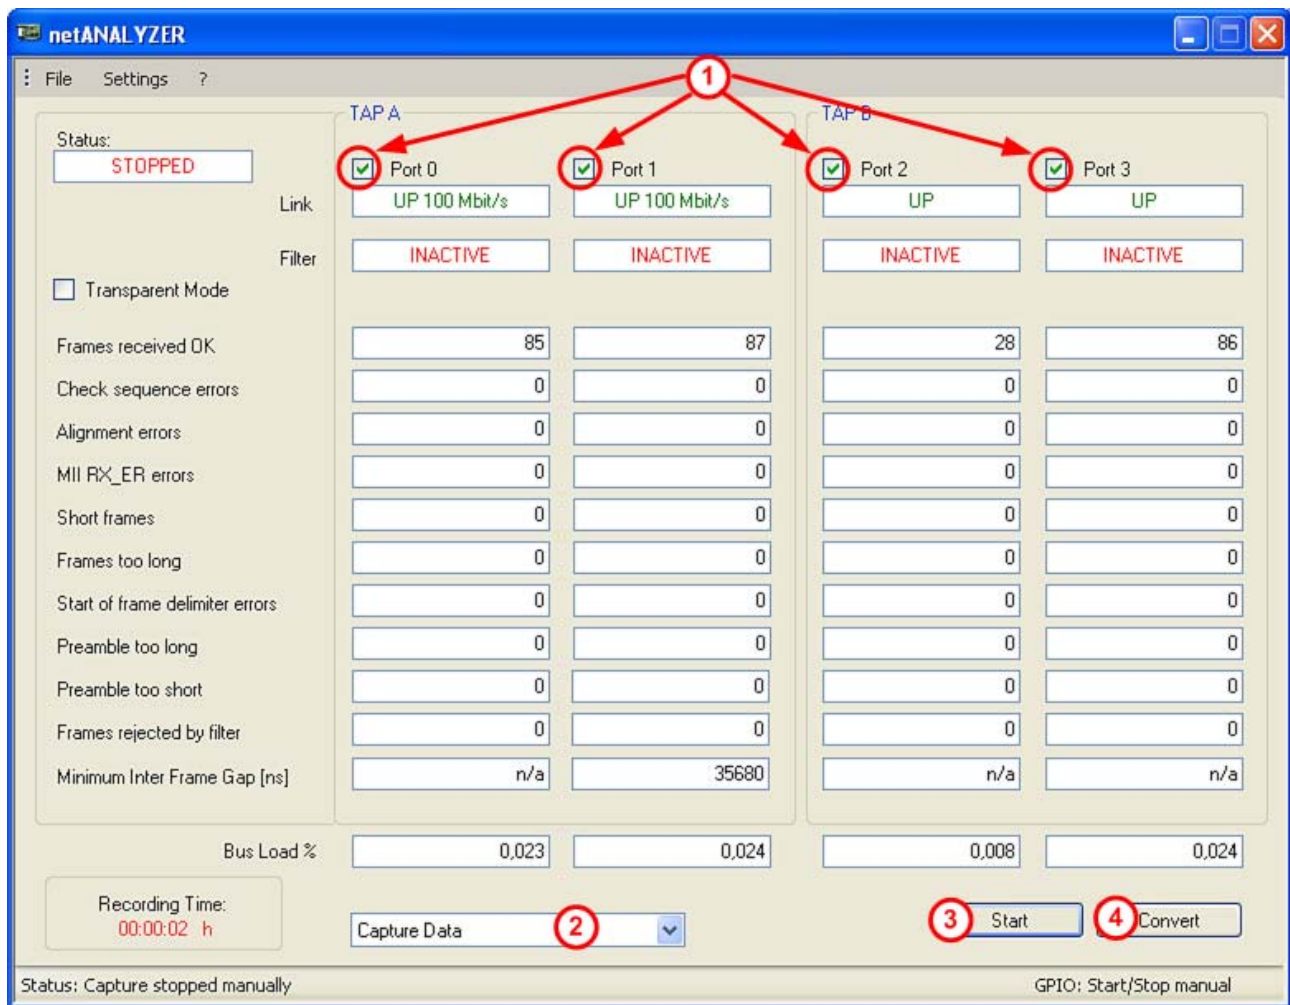 netANALYZER
File Settings ?
1
TAP A TAP B
Status:
STOPPED
Port 0 Port 1 Port 2 Port 3
Link UP 100 Mbit/s UP 100 Mbit/s UP UP
Filter INACTIVE INACTIVE INACTIVE INACTIVE
Transparent Mode
Frames received OK 85 87 28 86
Check sequence errors 0 0 0 0
Alignment errors 0 0 0 0
MII RX_ER errors 0 0 0 0
Short frames 0 0 0 0
Frames too long 0 0 0 0
Start of frame delimiter errors 0 0 0 0
Preamble too long 0 0 0 0
Preamble too short 0 0 0 0
Frames rejected by filter 0 0 0 0
Minimum Inter Frame Gap [ns] n/a 35680 n/a n/a
Bus Load % 0,023 0,024 0,008 0,024
Recording Time:
00:00:02 h
Capture Data 2 3 Start 4 Convert
Status: Capture stopped manually GPIO: Start/Stop manual